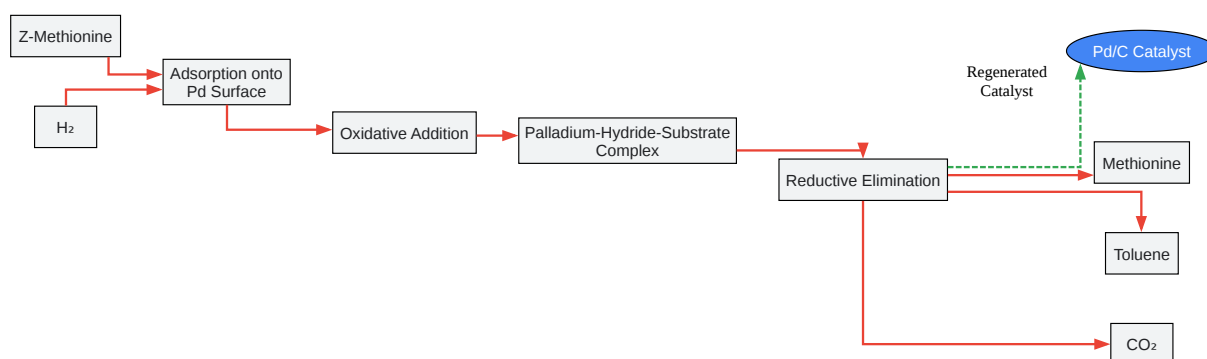 Z-Methionine
H₂
Adsorption onto
Pd Surface
Oxidative Addition
Palladium-Hydride-Substrate
Complex
Reductive Elimination
Regenerated
Catalyst
Pd/C Catalyst
Methionine
Toluene
CO₂